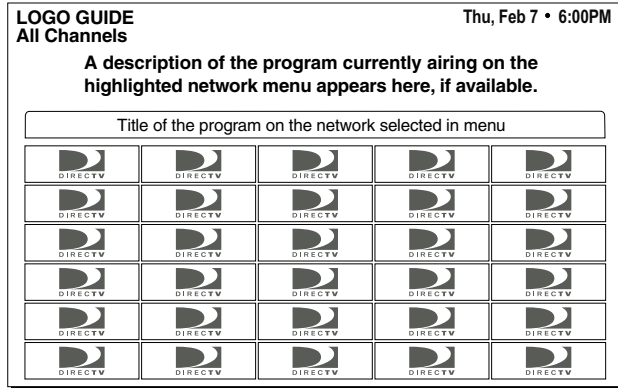 LOGO GUIDE
Thu, Feb 7 • 6:00PM
All Channels
A description of the program currently airing on the
highlighted network menu appears here, if available.
Title of the program on the network selected in menu
DIRECTV DIRECTV DIRECTV DIRECTV DIRECTV
DIRECTV DIRECTV DIRECTV DIRECTV DIRECTV
DIRECTV DIRECTV DIRECTV DIRECTV DIRECTV
DIRECTV DIRECTV DIRECTV DIRECTV DIRECTV
DIRECTV DIRECTV DIRECTV DIRECTV DIRECTV
DIRECTV DIRECTV DIRECTV DIRECTV DIRECTV